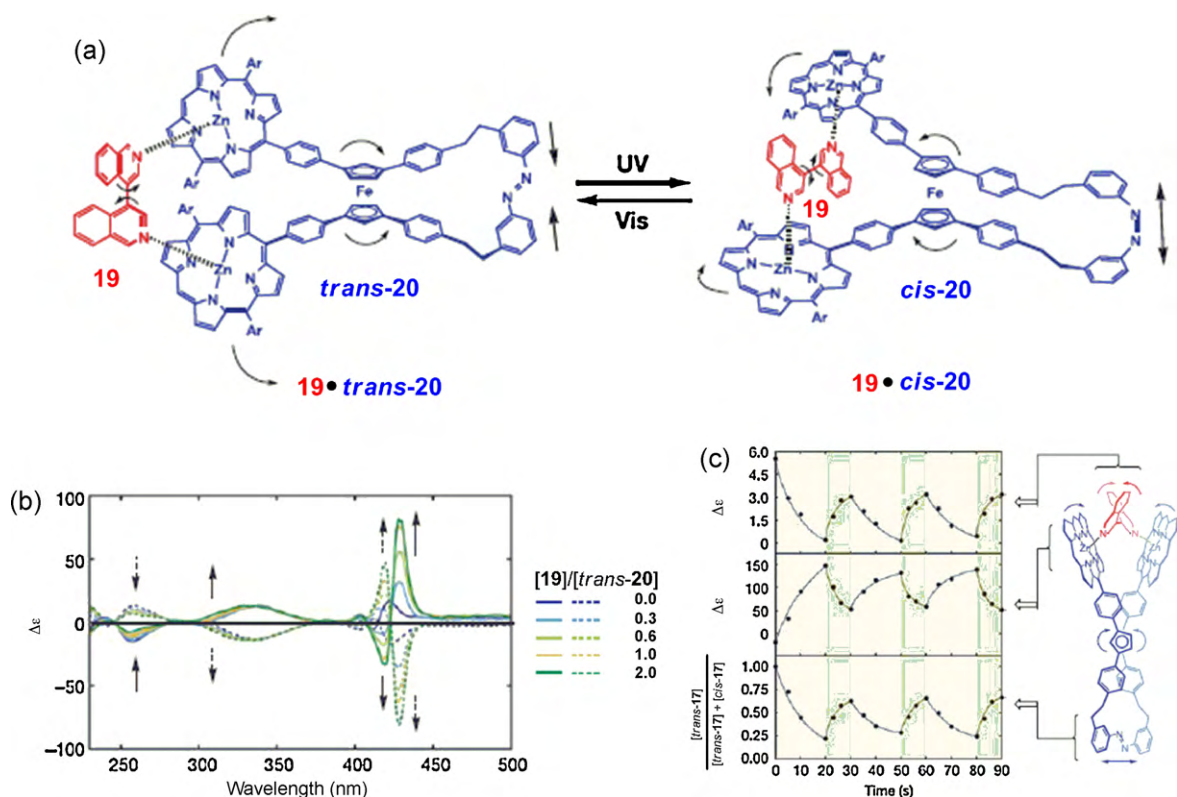 (a)
Ar
Zn
N
N
N
N
Ar
19
Ar
Zn
N
N
N
N
Ar
N
N
Fe
N
N
trans-20
19 • trans-20
UV
Vis
Ar
Zn
N
N
N
N
Ar
N
N
19
Fe
N
N
Ar
Zn
N
N
N
N
Ar
cis-20
19 • cis-20
(b)
Δε
100
50
0
−50
−100
250 300 350 400 450 500
Wavelength (nm)
[19]/[trans-20]
0.0
0.3
0.6
1.0
2.0
(c)
Δε
6.0
4.5
3.0
1.5
0
Δε
150
100
50
0
[trans-17]
[trans-17] + [cis-17]
1.00
0.75
0.50
0.25
0.00
0 10 20 30 40 50 60 70 80 90
Time (s)
N
N
Zn
Zn
N
N